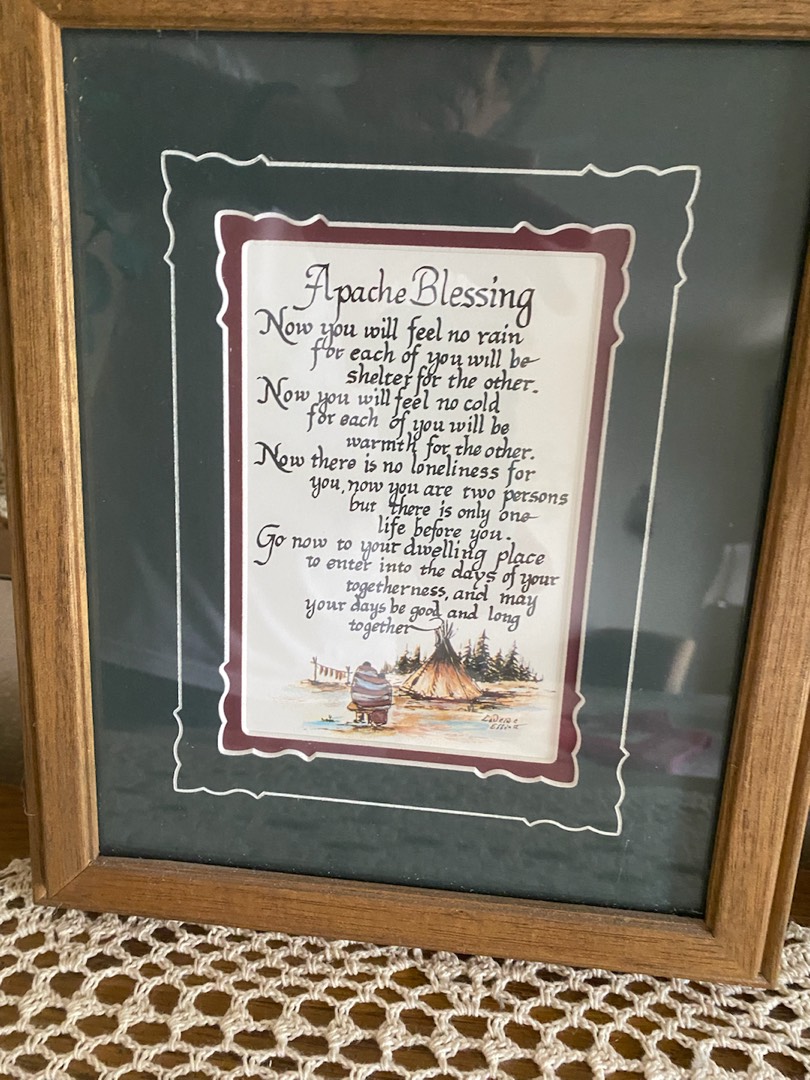 Apache Blessing
Now you will feel no rain
for each of you will be
shelter for the other.
Now you will feel no cold
for each of you will be
warmth for the other.
Now there is no loneliness for
you, now you are two persons
but there is only one
life before you.
Go now to your dwelling place
to enter into the days of your
togetherness, and may
your days be good and long
together